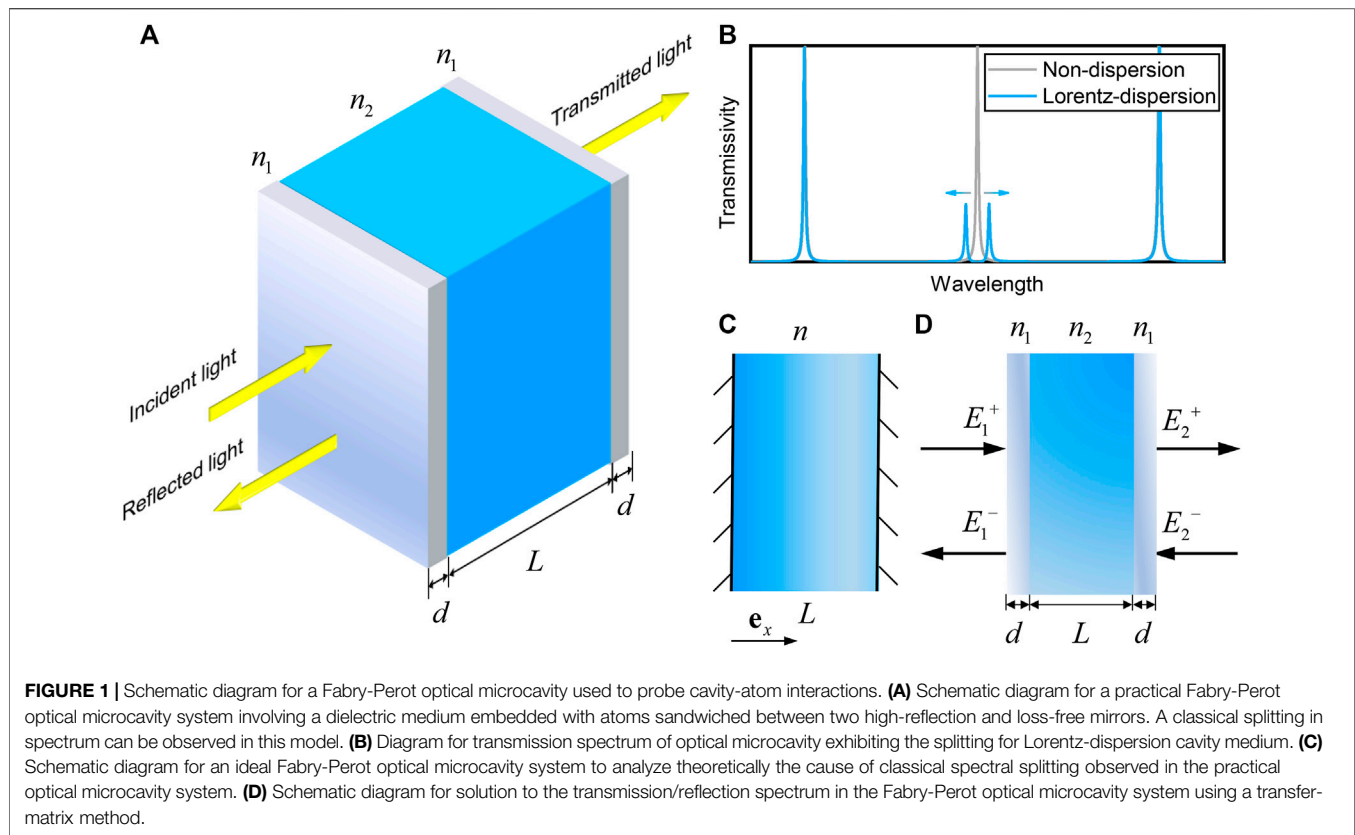 A
n₁
n₂
n₁
Transmitted light
Incident light
Reflected light
d
L
d
B
Non-dispersion
Lorentz-dispersion
Transmissivity
Wavelength
C
n
L
eₓ
D
n₁ n₂ n₁
E₁⁺
E₂⁺
E₁⁻
E₂⁻
d L d
FIGURE 1 | Schematic diagram for a Fabry-Perot optical microcavity used to probe cavity-atom interactions. (A) Schematic diagram for a practical Fabry-Perot
optical microcavity system involving a dielectric medium embedded with atoms sandwiched between two high-reflection and loss-free mirrors. A classical splitting in
spectrum can be observed in this model. (B) Diagram for transmission spectrum of optical microcavity exhibiting the splitting for Lorentz-dispersion cavity medium. (C)
Schematic diagram for an ideal Fabry-Perot optical microcavity system to analyze theoretically the cause of classical spectral splitting observed in the practical
optical microcavity system. (D) Schematic diagram for solution to the transmission/reflection spectrum in the Fabry-Perot optical microcavity system using a transfer-
matrix method.